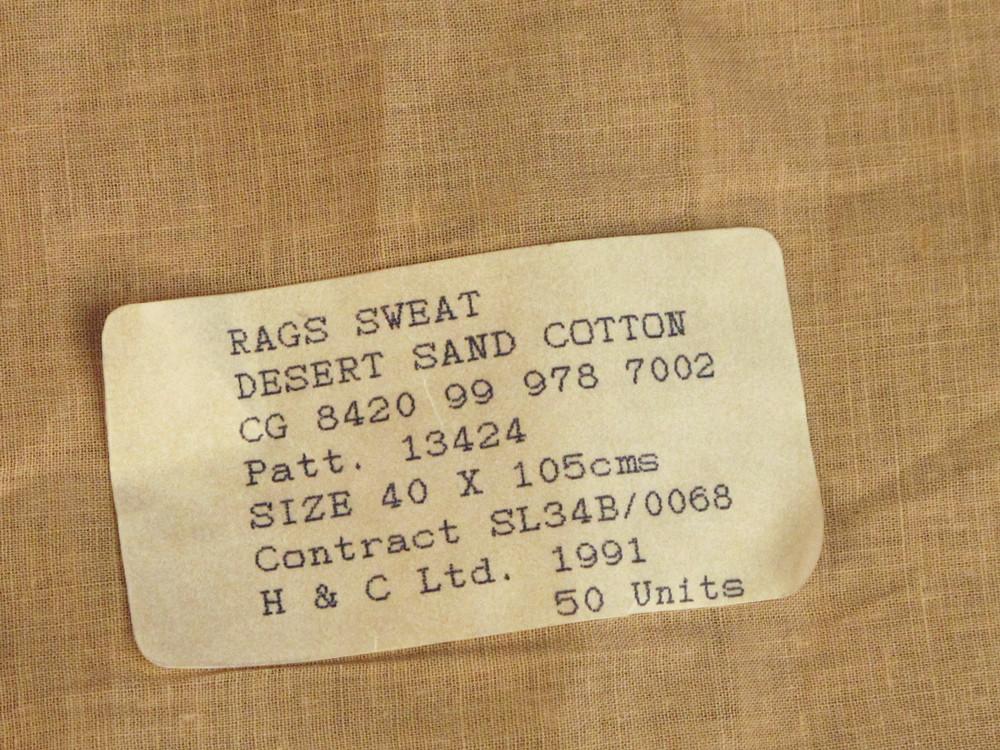 RAGS SWEAT
DESERT SAND COTTON
CG 8420 99 978 7002
Patt. 13424
SIZE 40 X 105cms
Contract SL34B/0068
H & C Ltd. 1991
50 Units